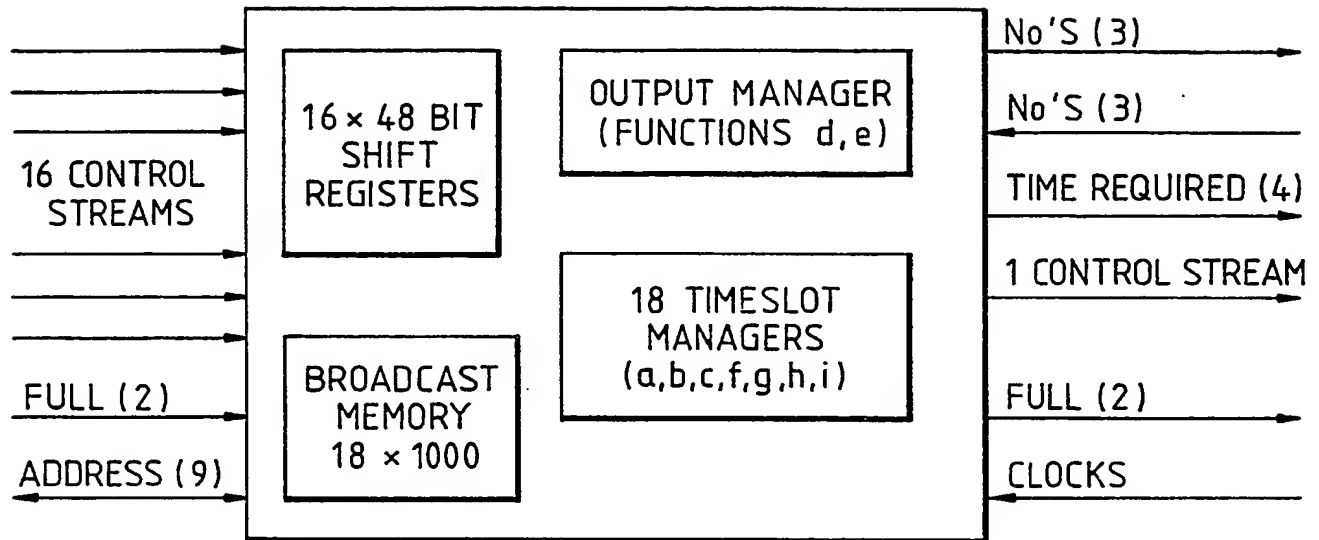 16 CONTROL
STREAMS
FULL (2)
ADDRESS (9)
16 × 48 BIT
SHIFT
REGISTERS
BROADCAST
MEMORY
18 × 1000
OUTPUT MANAGER
(FUNCTIONS d,e)
18 TIMESLOT
MANAGERS
(a,b,c,f,g,h,i)
No'S (3)
No'S (3)
TIME REQUIRED (4)
1 CONTROL STREAM
FULL (2)
CLOCKS